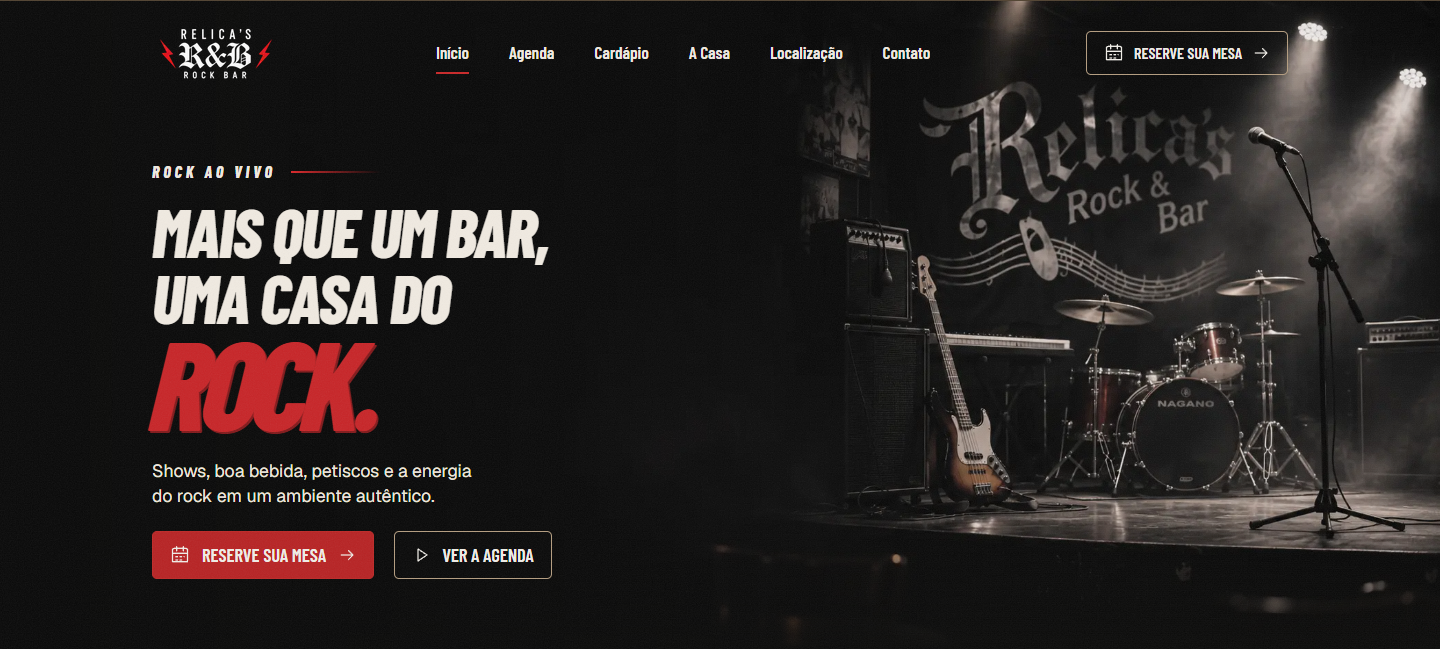 RELICA'S
R&B
ROCK BAR
Início
Agenda
Cardápio
A Casa
Localização
Contato
RESERVE SUA MESA
ROCK AO VIVO
MAIS QUE UM BAR,
UMA CASA DO
ROCK.
Shows, boa bebida, petiscos e a energia
do rock em um ambiente autêntico.
RESERVE SUA MESA
VER A AGENDA
Relica's
Rock &
Bar
NAGANO